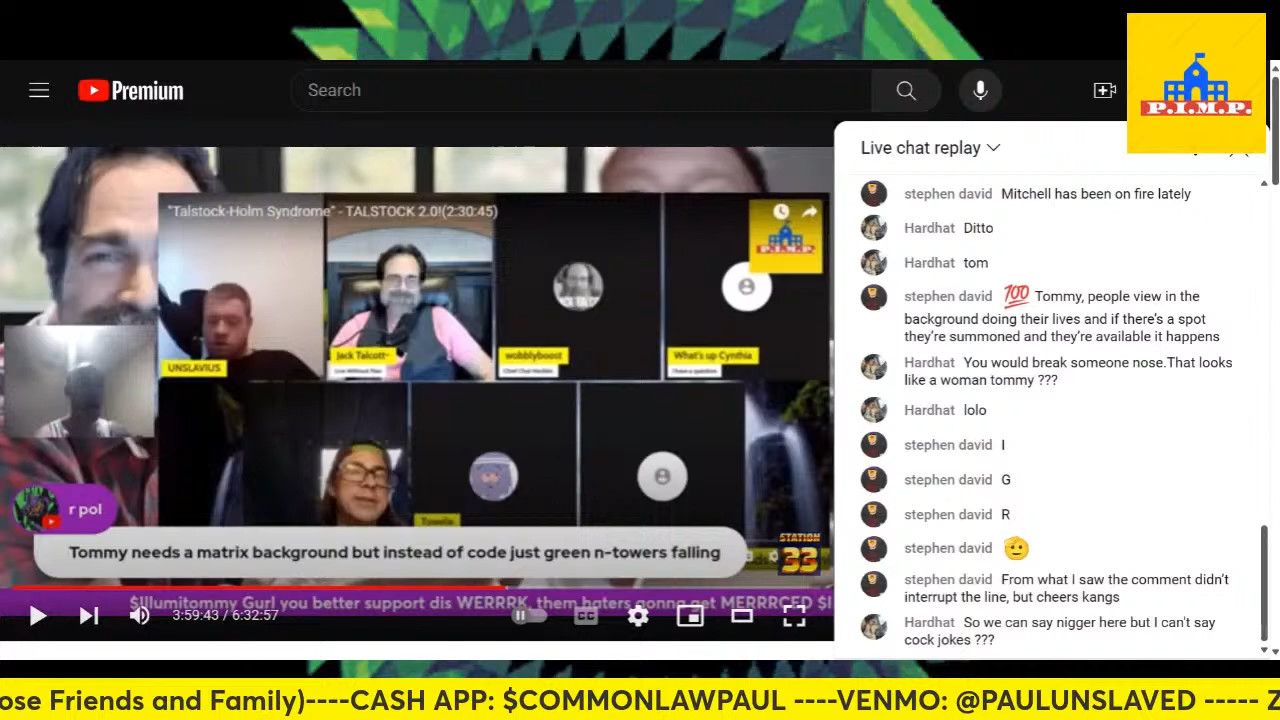 Premium
Search
P.I.M.P.
Live chat replay
"Talstock-Holm Syndrome" - TALSTOCK 2.0!(2:30:45)
P.I.M.P.
UNSLAVIUS
Jack Talcott
wobblyboost
What's up Cynthia
I have a question
r pol
Tommy needs a matrix background but instead of code just green n-towers falling
STATION
33
$Illumitommy Gurl you better support dis WERRRK, them haters gonna get MERRRCED $I
3:59:43 / 6:32:57
CC
stephen david Mitchell has been on fire lately
Hardhat Ditto
Hardhat tom
stephen david 💯 Tommy, people view in the
background doing their lives and if there's a spot
they're summoned and they're available it happens
Hardhat You would break someone nose.That looks
like a woman tommy ???
Hardhat lolo
stephen david I
stephen david G
stephen david R
stephen david 🫡
stephen david From what I saw the comment didn't
interrupt the line, but cheers kangs
Hardhat So we can say nigger here but I can't say
cock jokes ???
ose Friends and Family)----CASH APP: $COMMONLAWPAUL ----VENMO: @PAULUNSLAVED ----- Z